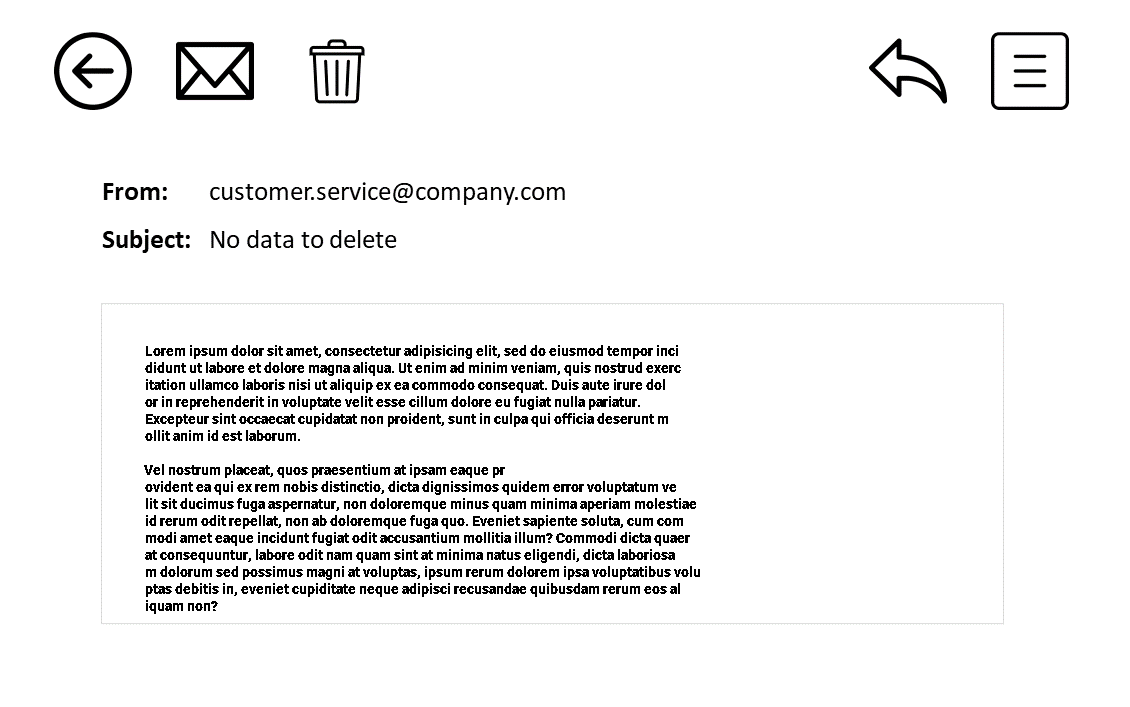 From: customer.service@company.com
Subject: No data to delete
Lorem ipsum dolor sit amet, consectetur adipisicing elit, sed do eiusmod tempor inci
didunt ut labore et dolore magna aliqua. Ut enim ad minim veniam, quis nostrud exerc
itation ullamco laboris nisi ut aliquip ex ea commodo consequat. Duis aute irure dol
or in reprehenderit in voluptate velit esse cillum dolore eu fugiat nulla pariatur.
Excepteur sint occaecat cupidatat non proident, sunt in culpa qui officia deserunt m
ollit anim id est laborum.
Vel nostrum placeat, quos praesentium at ipsam eaque pr
ovident ea qui ex rem nobis distinctio, dicta dignissimos quidem error voluptatum ve
lit sit ducimus fuga aspernatur, non doloremque minus quam minima aperiam molestiae
id rerum odit repellat, non ab doloremque fuga quo. Eveniet sapiente soluta, cum com
modi amet eaque incidunt fugiat odit accusantium mollitia illum? Commodi dicta quaer
at consequuntur, labore odit nam quam sint at minima natus eligendi, dicta laboriosa
m dolorum sed possimus magni at voluptas, ipsum rerum dolorem ipsa voluptatibus volu
ptas debitis in, eveniet cupiditate neque adipisci recusandae quibusdam rerum eos al
iquam non?